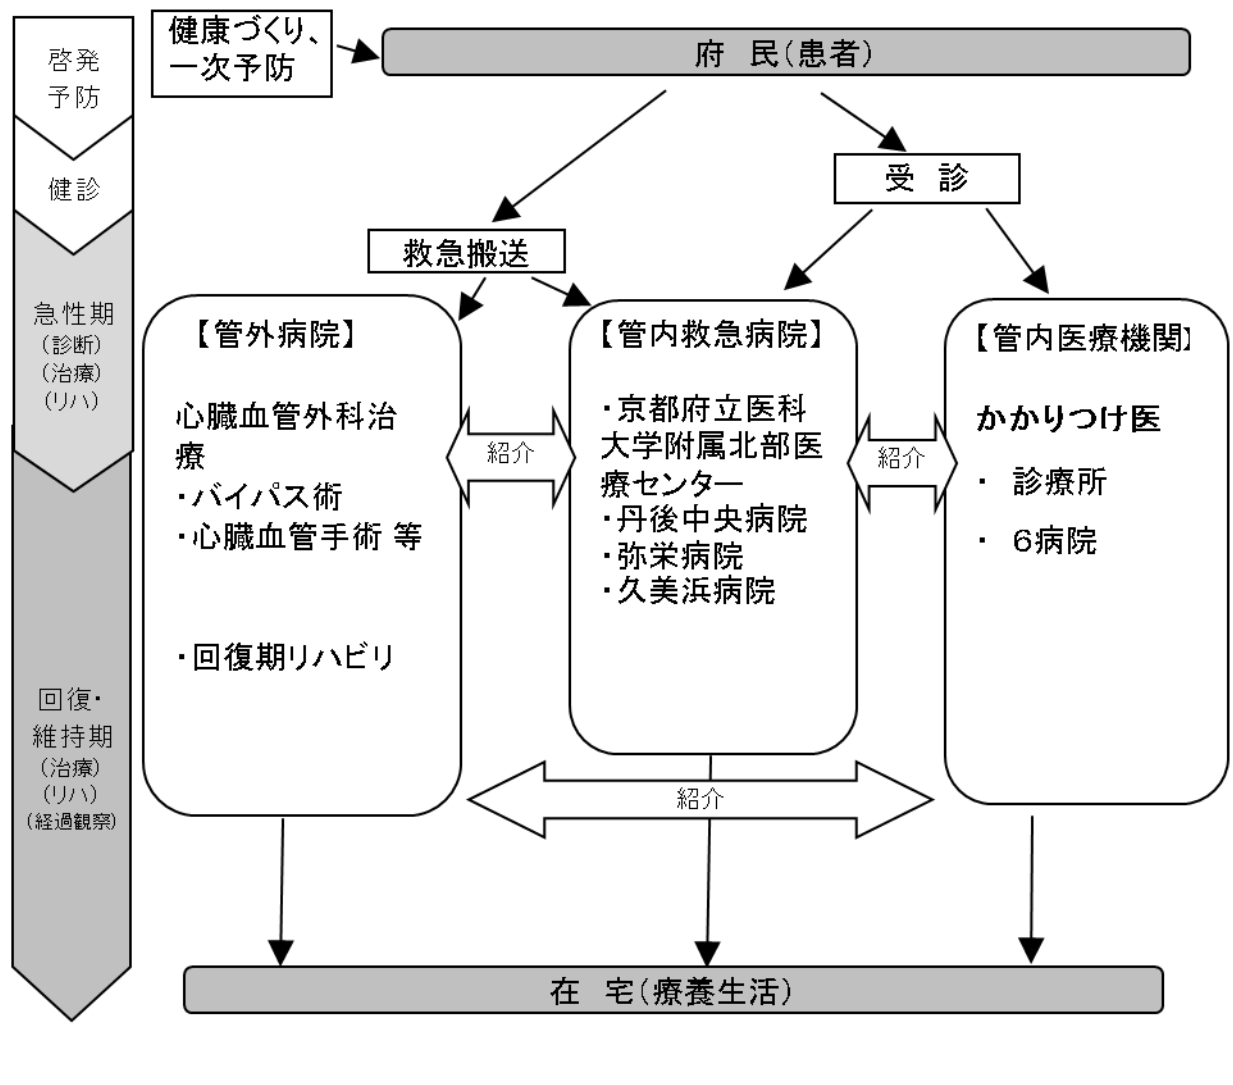 啓発
予防
健診
急性期
（診断）
（治療）
（リハ）
回復・
維持期
（治療）
（リハ）
（経過観察）
健康づくり、
一次予防
府　民（患者）
受　診
救急搬送
【管外病院】
心臓血管外科治
療
・バイパス術
・心臓血管手術 等
・回復期リハビリ
紹介
【管内救急病院】
・京都府立医科
大学附属北部医
療センター
・丹後中央病院
・弥栄病院
・久美浜病院
紹介
【管内医療機関】
かかりつけ医
・ 診療所
・ ６病院
紹介
在　宅（療養生活）